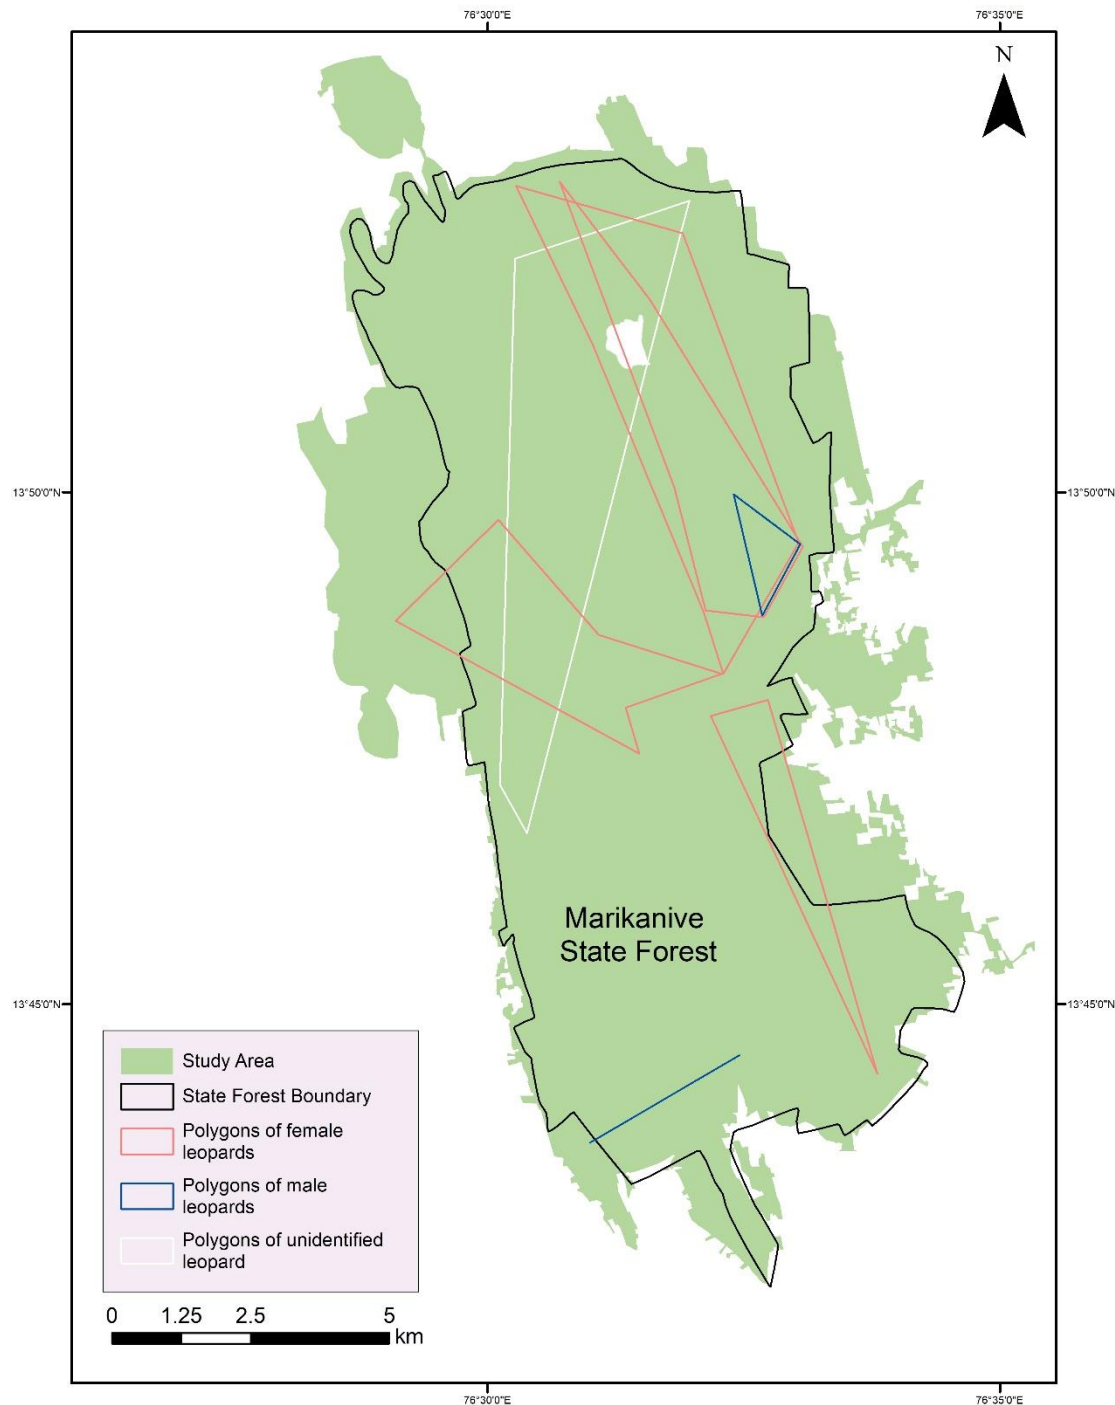 76°30'0"E
76°35'0"E
N
13°50'0"N
13°50'0"N
Marikanive
State Forest
13°45'0"N
13°45'0"N
Study Area
State Forest Boundary
Polygons of female
leopards
Polygons of male
leopards
Polygons of unidentified
leopard
0 1.25 2.5 5
km
76°30'0"E
76°35'0"E